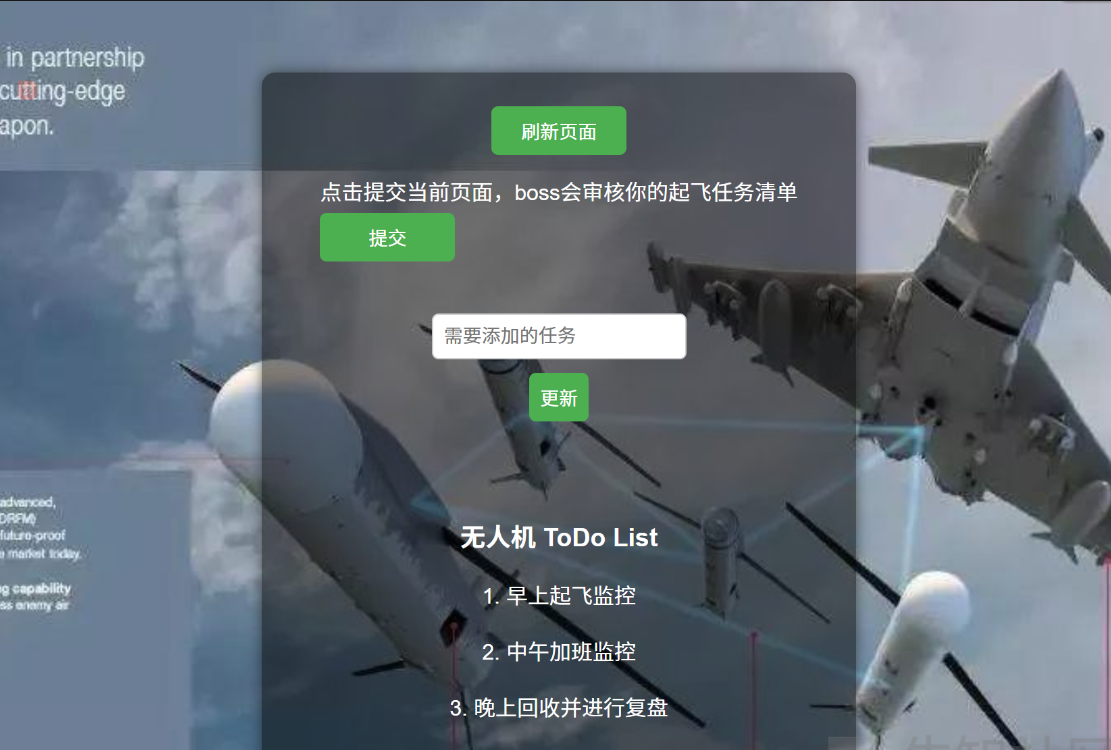 in partnership
cutting-edge
apon.
刷新页面
点击提交当前页面，boss会审核你的起飞任务清单
提交
需要添加的任务
更新
advanced,
DRFM)
future-proof
market today.
g capability
ss enemy air
无人机 ToDo List
1. 早上起飞监控
2. 中午加班监控
3. 晚上回收并进行复盘